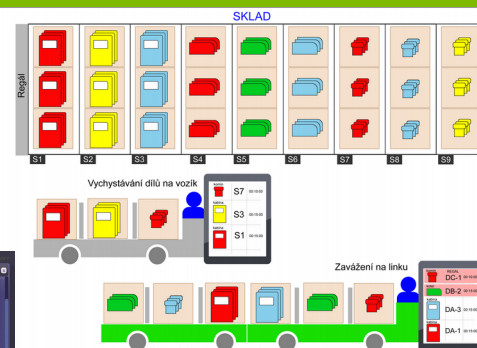 SKLAD
Regál
S1 S2 S3 S4 S5 S6 S7 S8 S9
Vychystávání dílů na vozík
S7
S3
S1
Zavážení na linku
REGÁL
DC-1
DB-2
DA-3
DA-1